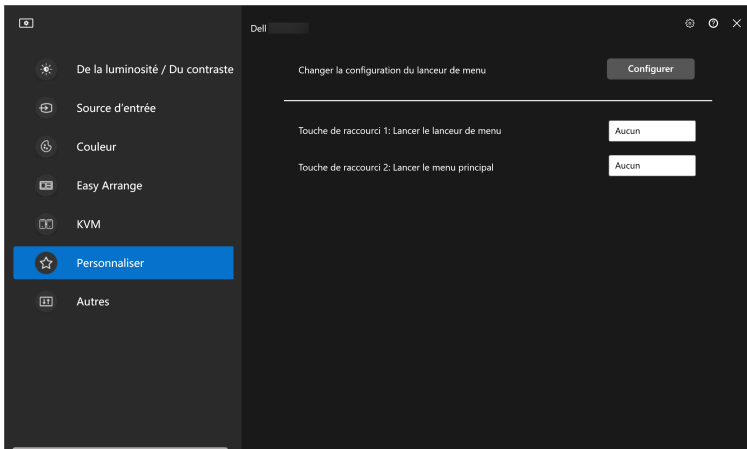 Dell
De la luminosité / Du contraste
Source d'entrée
Couleur
Easy Arrange
KVM
Personnaliser
Autres
Changer la configuration du lanceur de menu
Configurer
Touche de raccourci 1: Lancer le lanceur de menu
Aucun
Touche de raccourci 2: Lancer le menu principal
Aucun